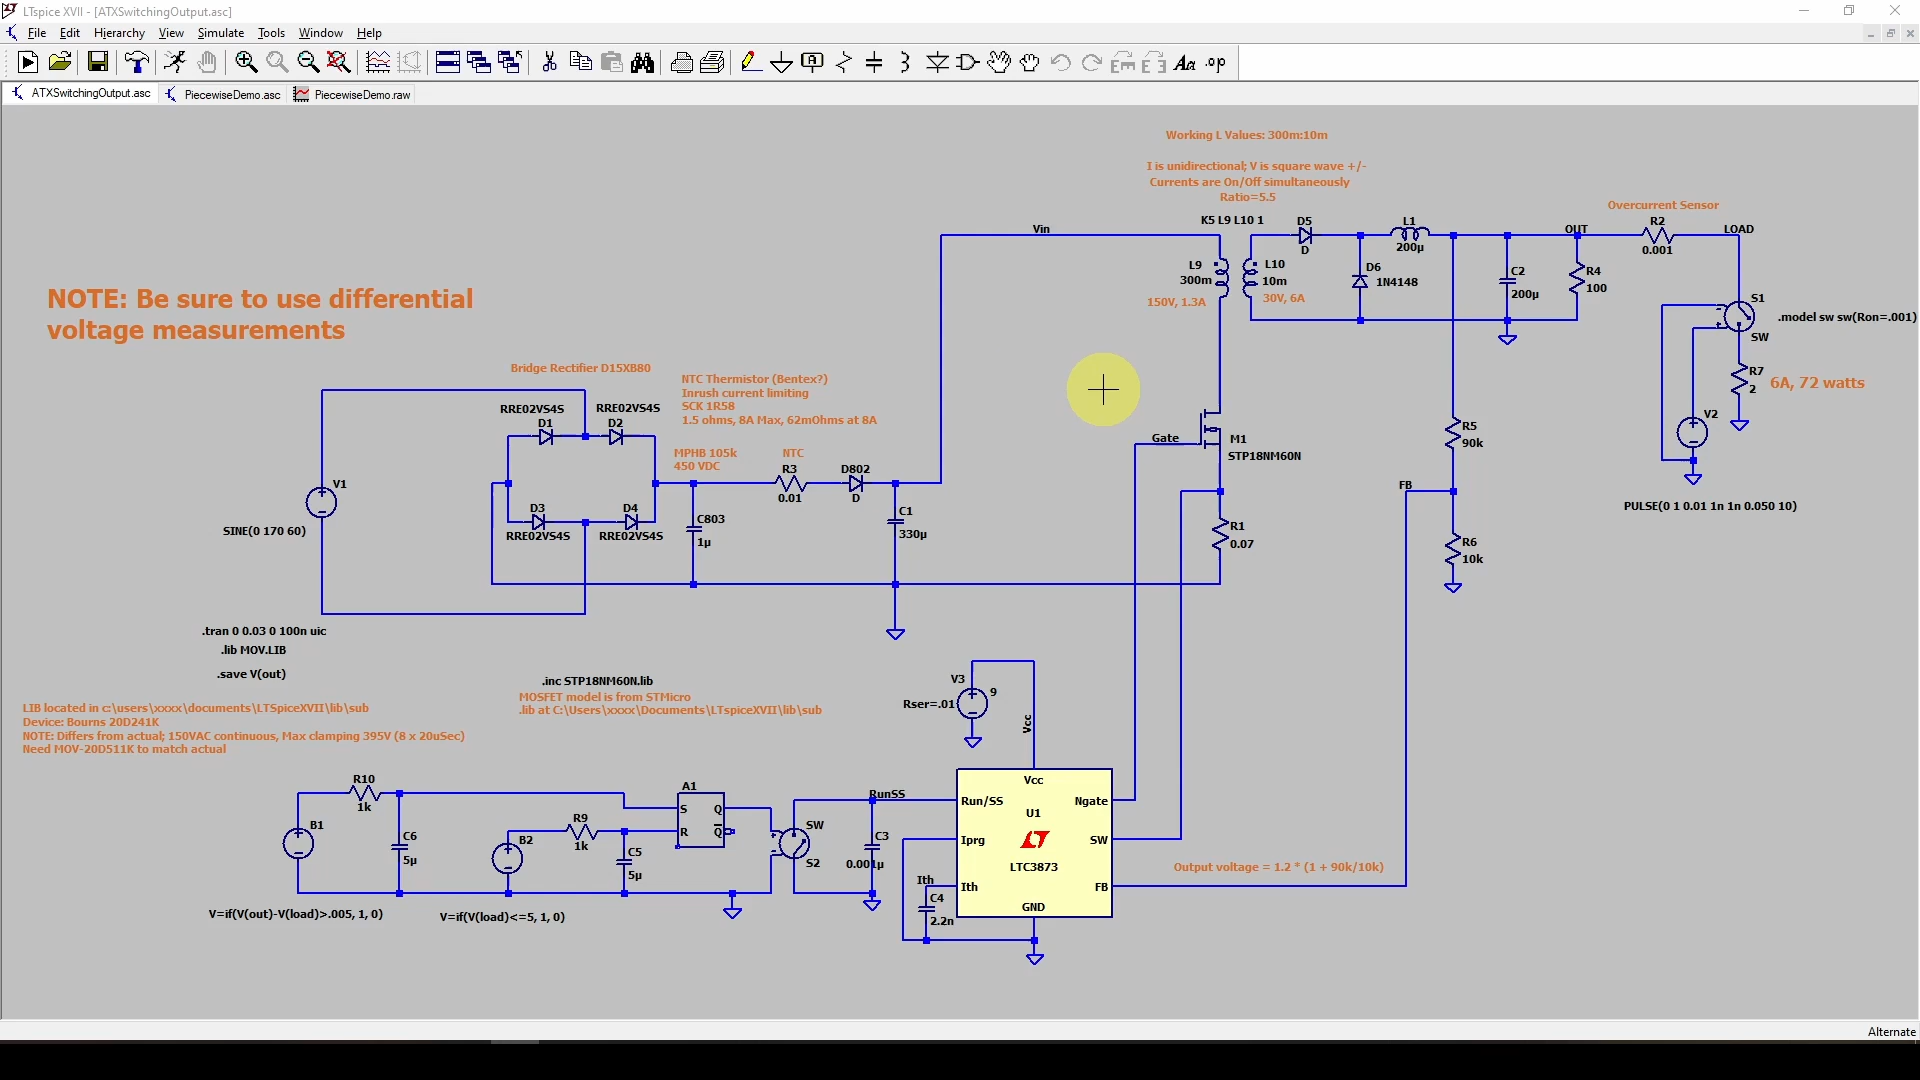 LTspice XVII - [ATXSwitchingOutput.asc]
File Edit Hierarchy View Simulate Tools Window Help
ATXSwitchingOutput.asc PiecewiseDemo.asc PiecewiseDemo.raw
Working L Values: 300m:10m
I is unidirectional; V is square wave +/-
Currents are On/Off simultaneously
Ratio=5.5
K5 L9 L10 1
D5
D
L1
200µ
Overcurrent Sensor
OUT
R2
0.001
LOAD
Vin
L9
300m
150V, 1.3A
L10
10m
30V, 6A
D6
1N4148
C2
200µ
R4
100
S1
SW
.model sw sw(Ron=.001)
R7
2
6A, 72 watts
V2
PULSE(0 1 0.01 1n 1n 0.050 10)
NOTE: Be sure to use differential
voltage measurements
Bridge Rectifier D15XB80
RRE02VS4S
D1
RRE02VS4S
D2
D3
RRE02VS4S
D4
RRE02VS4S
NTC Thermistor (Bentex?)
Inrush current limiting
SCK 1R58
1.5 ohms, 8A Max, 62mOhms at 8A
MPHB 105k
450 VDC
NTC
R3
0.01
D802
D
V1
SINE(0 170 60)
C803
1µ
C1
330µ
Gate
M1
STP18NM60N
R1
0.07
R5
90k
FB
R6
10k
.tran 0 0.03 0 100n uic
.lib MOV.LIB
.save V(out)
LIB located in c:\users\xxxx\documents\LTSpiceXVII\lib\sub
Device: Bourns 20D241K
NOTE: Differs from actual; 150VAC continuous, Max clamping 395V (8 x 20uSec)
Need MOV-20D511K to match actual
.inc STP18NM60N.lib
MOSFET model is from STMicro
.lib at C:\Users\xxxx\Documents\LTspiceXVII\lib\sub
V3
9
Rser=.01
Vcc
R10
1k
B1
C6
5µ
R9
1k
B2
C5
5µ
A1
S Q
R Q
SW
S2
RunSS
C3
0.001µ
Vcc
Run/SS
U1
Ngate
Iprg
SW
LTC3873
Ith
Ith
FB
GND
C4
2.2n
Output voltage = 1.2 * (1 + 90k/10k)
V=if(V(out)-V(load)>.005, 1, 0)
V=if(V(load)<=5, 1, 0)
Alternate